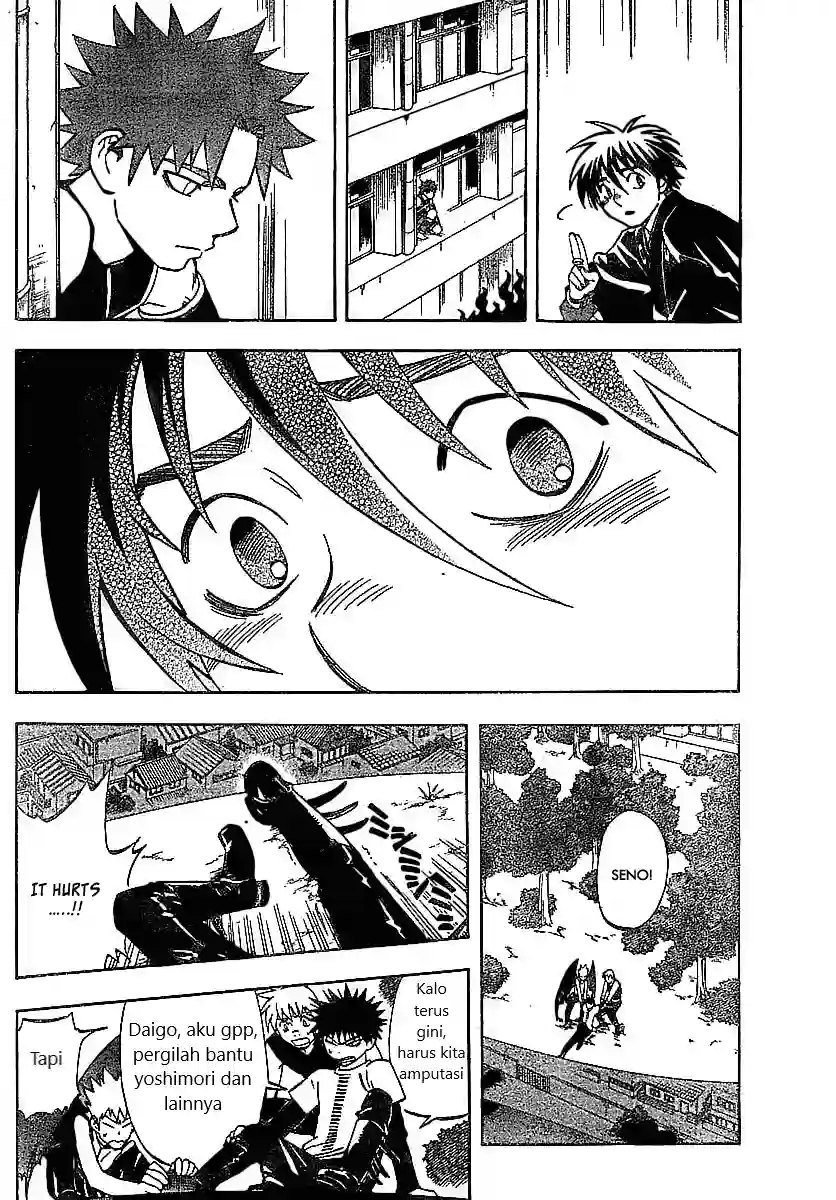 SENO!
IT HURTS
......!!
Kalo
terus
gini,
harus kita
amputasi
Daigo, aku gpp,
pergilah bantu
yoshimori dan
lainnya
Tapi